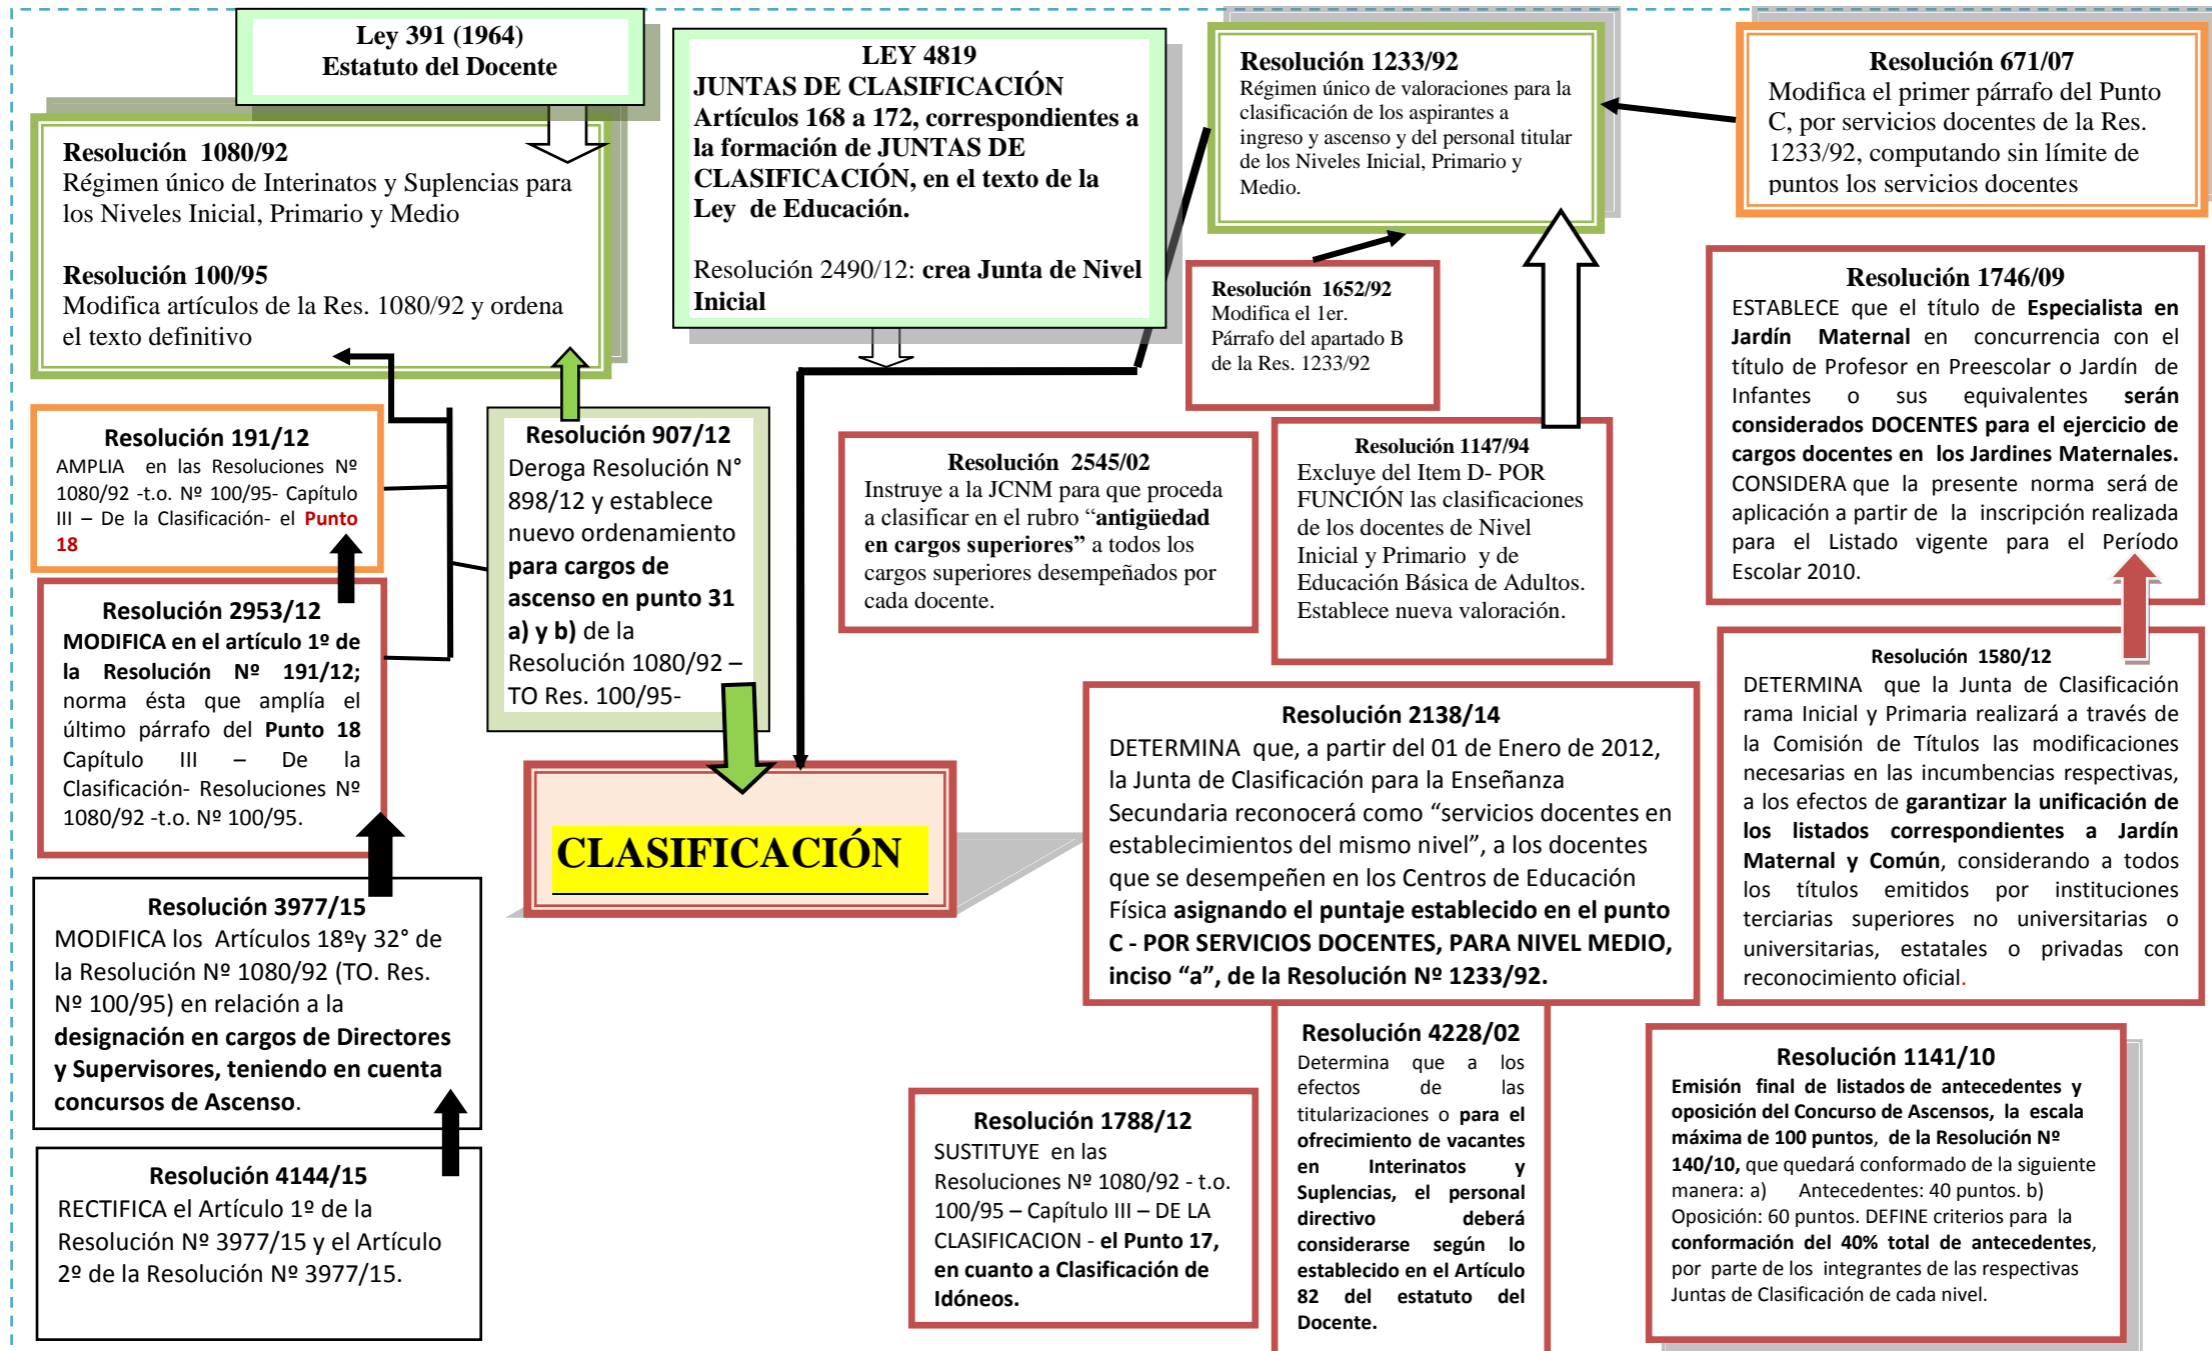 Ley 391 (1964)
Estatuto del Docente
Resolución 1080/92
Régimen único de Interinatos y Suplencias para
los Niveles Inicial, Primario y Medio
Resolución 100/95
Modifica artículos de la Res. 1080/92 y ordena
el texto definitivo
LEY 4819
JUNTAS DE CLASIFICACIÓN
Artículos 168 a 172, correspondientes a
la formación de JUNTAS DE
CLASIFICACIÓN, en el texto de la
Ley de Educación.
Resolución 2490/12: crea Junta de Nivel
Inicial
Resolución 1233/92
Régimen único de valoraciones para la
clasificación de los aspirantes a
ingreso y ascenso y del personal titular
de los Niveles Inicial, Primario y
Medio.
Resolución 671/07
Modifica el primer párrafo del Punto
C, por servicios docentes de la Res.
1233/92, computando sin límite de
puntos los servicios docentes
Resolución 1652/92
Modifica el 1er.
Párrafo del apartado B
de la Res. 1233/92
Resolución 1746/09
ESTABLECE que el título de Especialista en
Jardín Maternal en concurrencia con el
título de Profesor en Preescolar o Jardín de
Infantes o sus equivalentes serán
considerados DOCENTES para el ejercicio de
cargos docentes en los Jardines Maternales.
CONSIDERA que la presente norma será de
aplicación a partir de la inscripción realizada
para el Listado vigente para el Período
Escolar 2010.
Resolución 191/12
AMPLIA en las Resoluciones Nº
1080/92 -t.o. Nº 100/95- Capítulo
III – De la Clasificación- el Punto
18
Resolución 907/12
Deroga Resolución N°
898/12 y establece
nuevo ordenamiento
para cargos de
ascenso en punto 31
a) y b) de la
Resolución 1080/92 –
TO Res. 100/95-
Resolución 2545/02
Instruye a la JCNM para que proceda
a clasificar en el rubro “antigüedad
en cargos superiores” a todos los
cargos superiores desempeñados por
cada docente.
Resolución 1147/94
Excluye del Item D- POR
FUNCIÓN las clasificaciones
de los docentes de Nivel
Inicial y Primario y de
Educación Básica de Adultos.
Establece nueva valoración.
Resolución 2953/12
MODIFICA en el artículo 1º de
la Resolución Nº 191/12;
norma ésta que amplía el
último párrafo del Punto 18
Capítulo III – De la
Clasificación- Resoluciones Nº
1080/92 -t.o. Nº 100/95.
Resolución 1580/12
DETERMINA que la Junta de Clasificación
rama Inicial y Primaria realizará a través de
la Comisión de Títulos las modificaciones
necesarias en las incumbencias respectivas,
a los efectos de garantizar la unificación de
los listados correspondientes a Jardín
Maternal y Común, considerando a todos
los títulos emitidos por instituciones
terciarias superiores no universitarias o
universitarias, estatales o privadas con
reconocimiento oficial.
Resolución 2138/14
DETERMINA que, a partir del 01 de Enero de 2012,
la Junta de Clasificación para la Enseñanza
Secundaria reconocerá como “servicios docentes en
establecimientos del mismo nivel”, a los docentes
que se desempeñen en los Centros de Educación
Física asignando el puntaje establecido en el punto
C - POR SERVICIOS DOCENTES, PARA NIVEL MEDIO,
inciso “a”, de la Resolución Nº 1233/92.
CLASIFICACIÓN
Resolución 3977/15
MODIFICA los Artículos 18ºy 32° de
la Resolución Nº 1080/92 (TO. Res.
Nº 100/95) en relación a la
designación en cargos de Directores
y Supervisores, teniendo en cuenta
concursos de Ascenso.
Resolución 4144/15
RECTIFICA el Artículo 1º de la
Resolución Nº 3977/15 y el Artículo
2º de la Resolución Nº 3977/15.
Resolución 1788/12
SUSTITUYE en las
Resoluciones Nº 1080/92 - t.o.
100/95 – Capítulo III – DE LA
CLASIFICACION - el Punto 17,
en cuanto a Clasificación de
Idóneos.
Resolución 4228/02
Determina que a los
efectos de las
titularizaciones o para el
ofrecimiento de vacantes
en Interinatos y
Suplencias, el personal
directivo deberá
considerarse según lo
establecido en el Artículo
82 del estatuto del
Docente.
Resolución 1141/10
Emisión final de listados de antecedentes y
oposición del Concurso de Ascensos, la escala
máxima de 100 puntos, de la Resolución Nº
140/10, que quedará conformado de la siguiente
manera: a) Antecedentes: 40 puntos. b)
Oposición: 60 puntos. DEFINE criterios para la
conformación del 40% total de antecedentes,
por parte de los integrantes de las respectivas
Juntas de Clasificación de cada nivel.